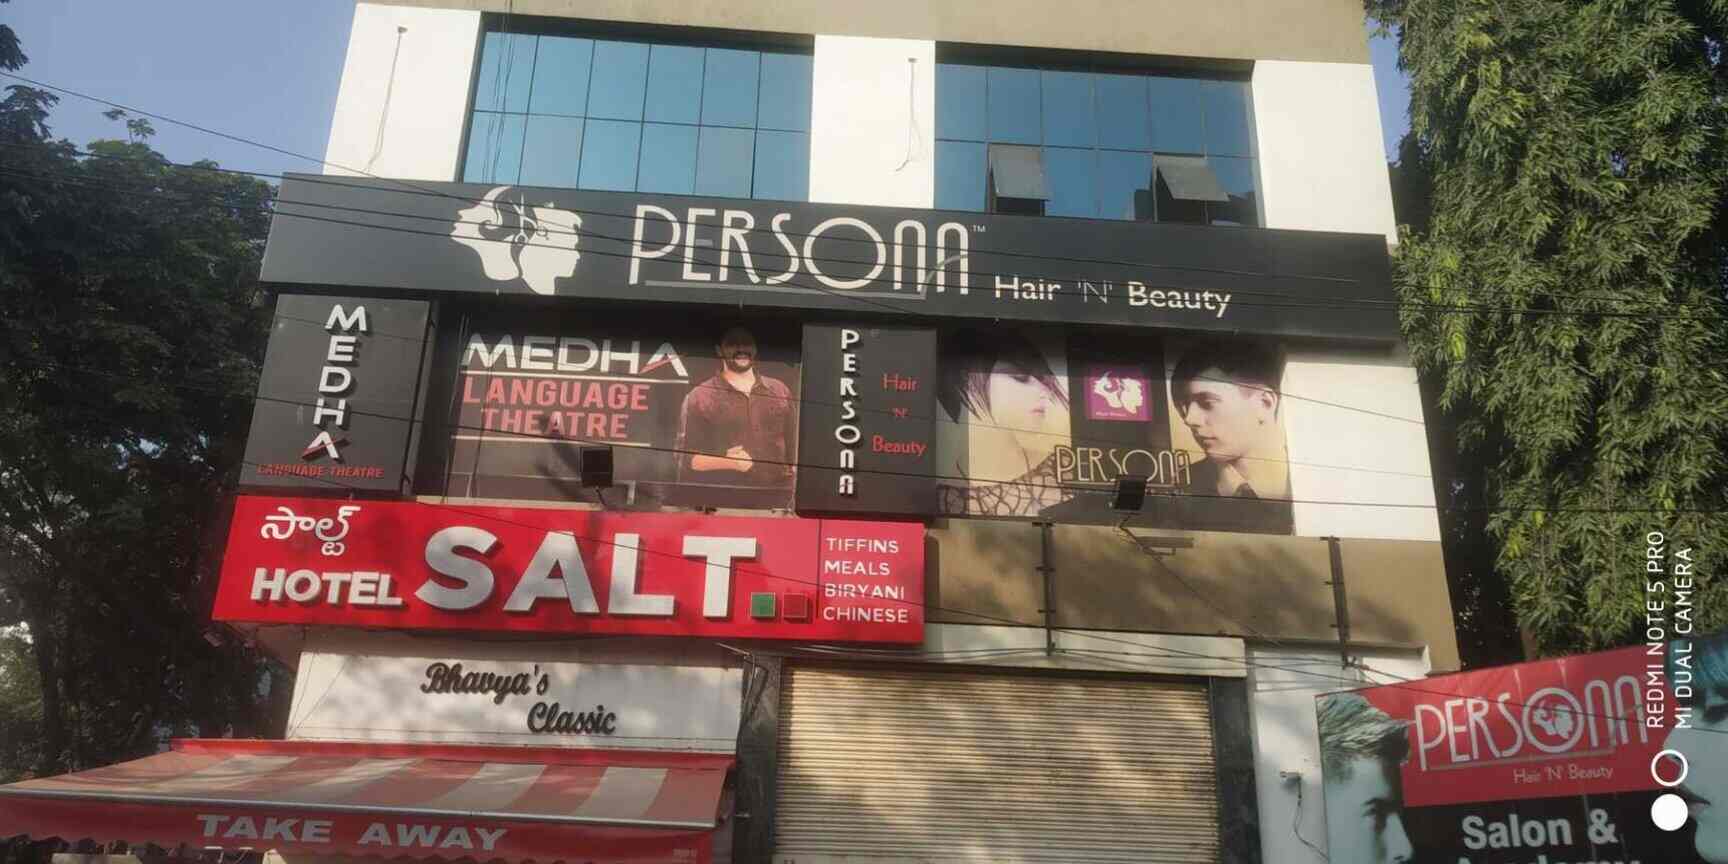 PERSONA™
Hair 'N' Beauty
MEDHA
LANGUAGE THEATRE
MEDHA
LANGUAGE
THEATRE
PERSONA
Hair
'N'
Beauty
PERSONA
సాల్ట్
HOTEL SALT..
TIFFINS
MEALS
BIRYANI
CHINESE
Bhavya's
Classic
TAKE AWAY
PERSONA
Hair 'N' Beauty
Salon &
REDMI NOTE 5 PRO
MI DUAL CAMERA